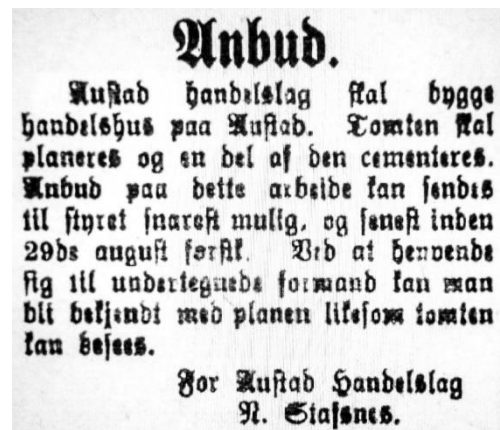 Anbud.
Austad handelslag skal bygge
handelshus paa Austad. Tomten skal
planeres og en del af den cementeres.
Anbud paa dette arbeide kan sendes
til styret snarest mulig, og senest inden
29de august førstk. Ved at henvende
sig til undertegnede formand kan man
bli bekjendt med planen likesom tomten
kan besees.
For Austad Handelslag
N. Stafsnes.